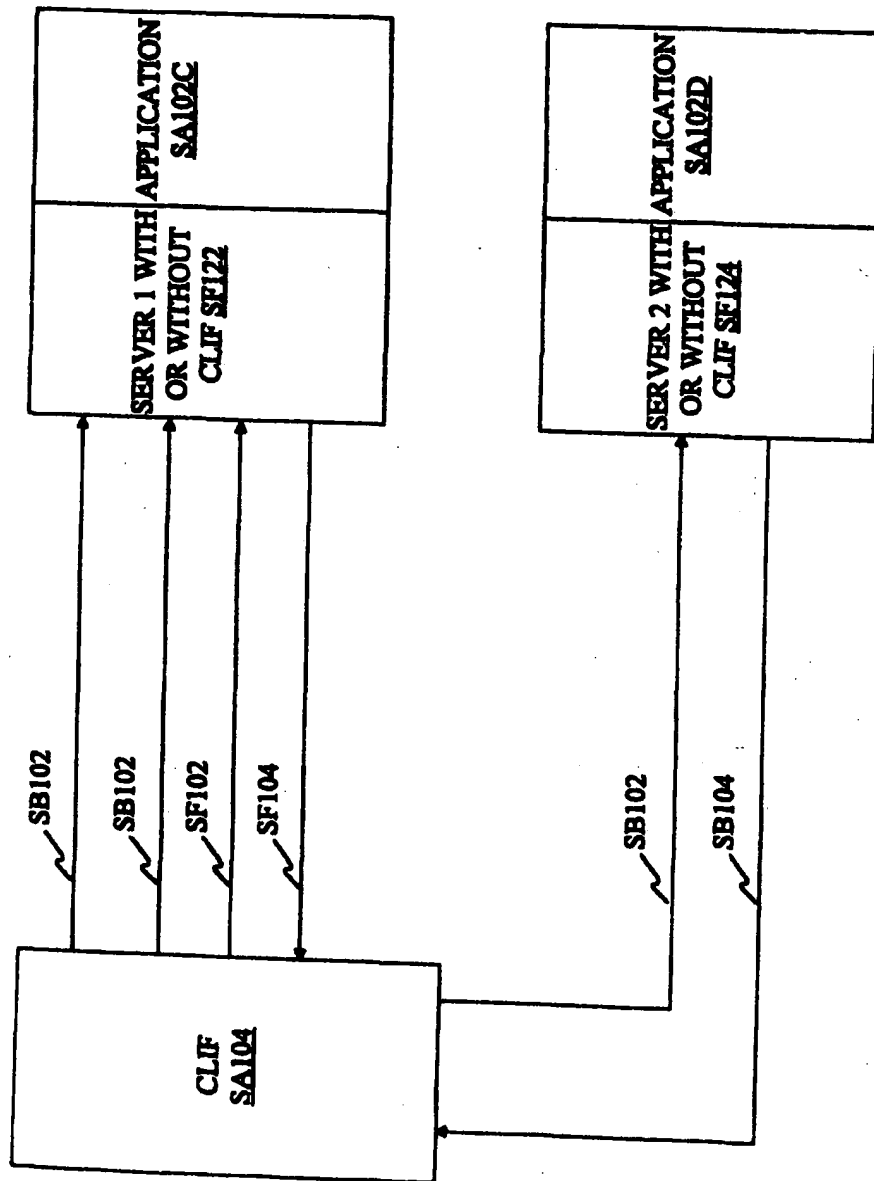 SERVER 1 WITH
OR WITHOUT
CLIF SF122
APPLICATION
SA102C
SERVER 2 WITH
OR WITHOUT
CLIF SF124
APPLICATION
SA102D
SB102
SB102
SF102
SF104
SB102
SB104
CLIF
SA104